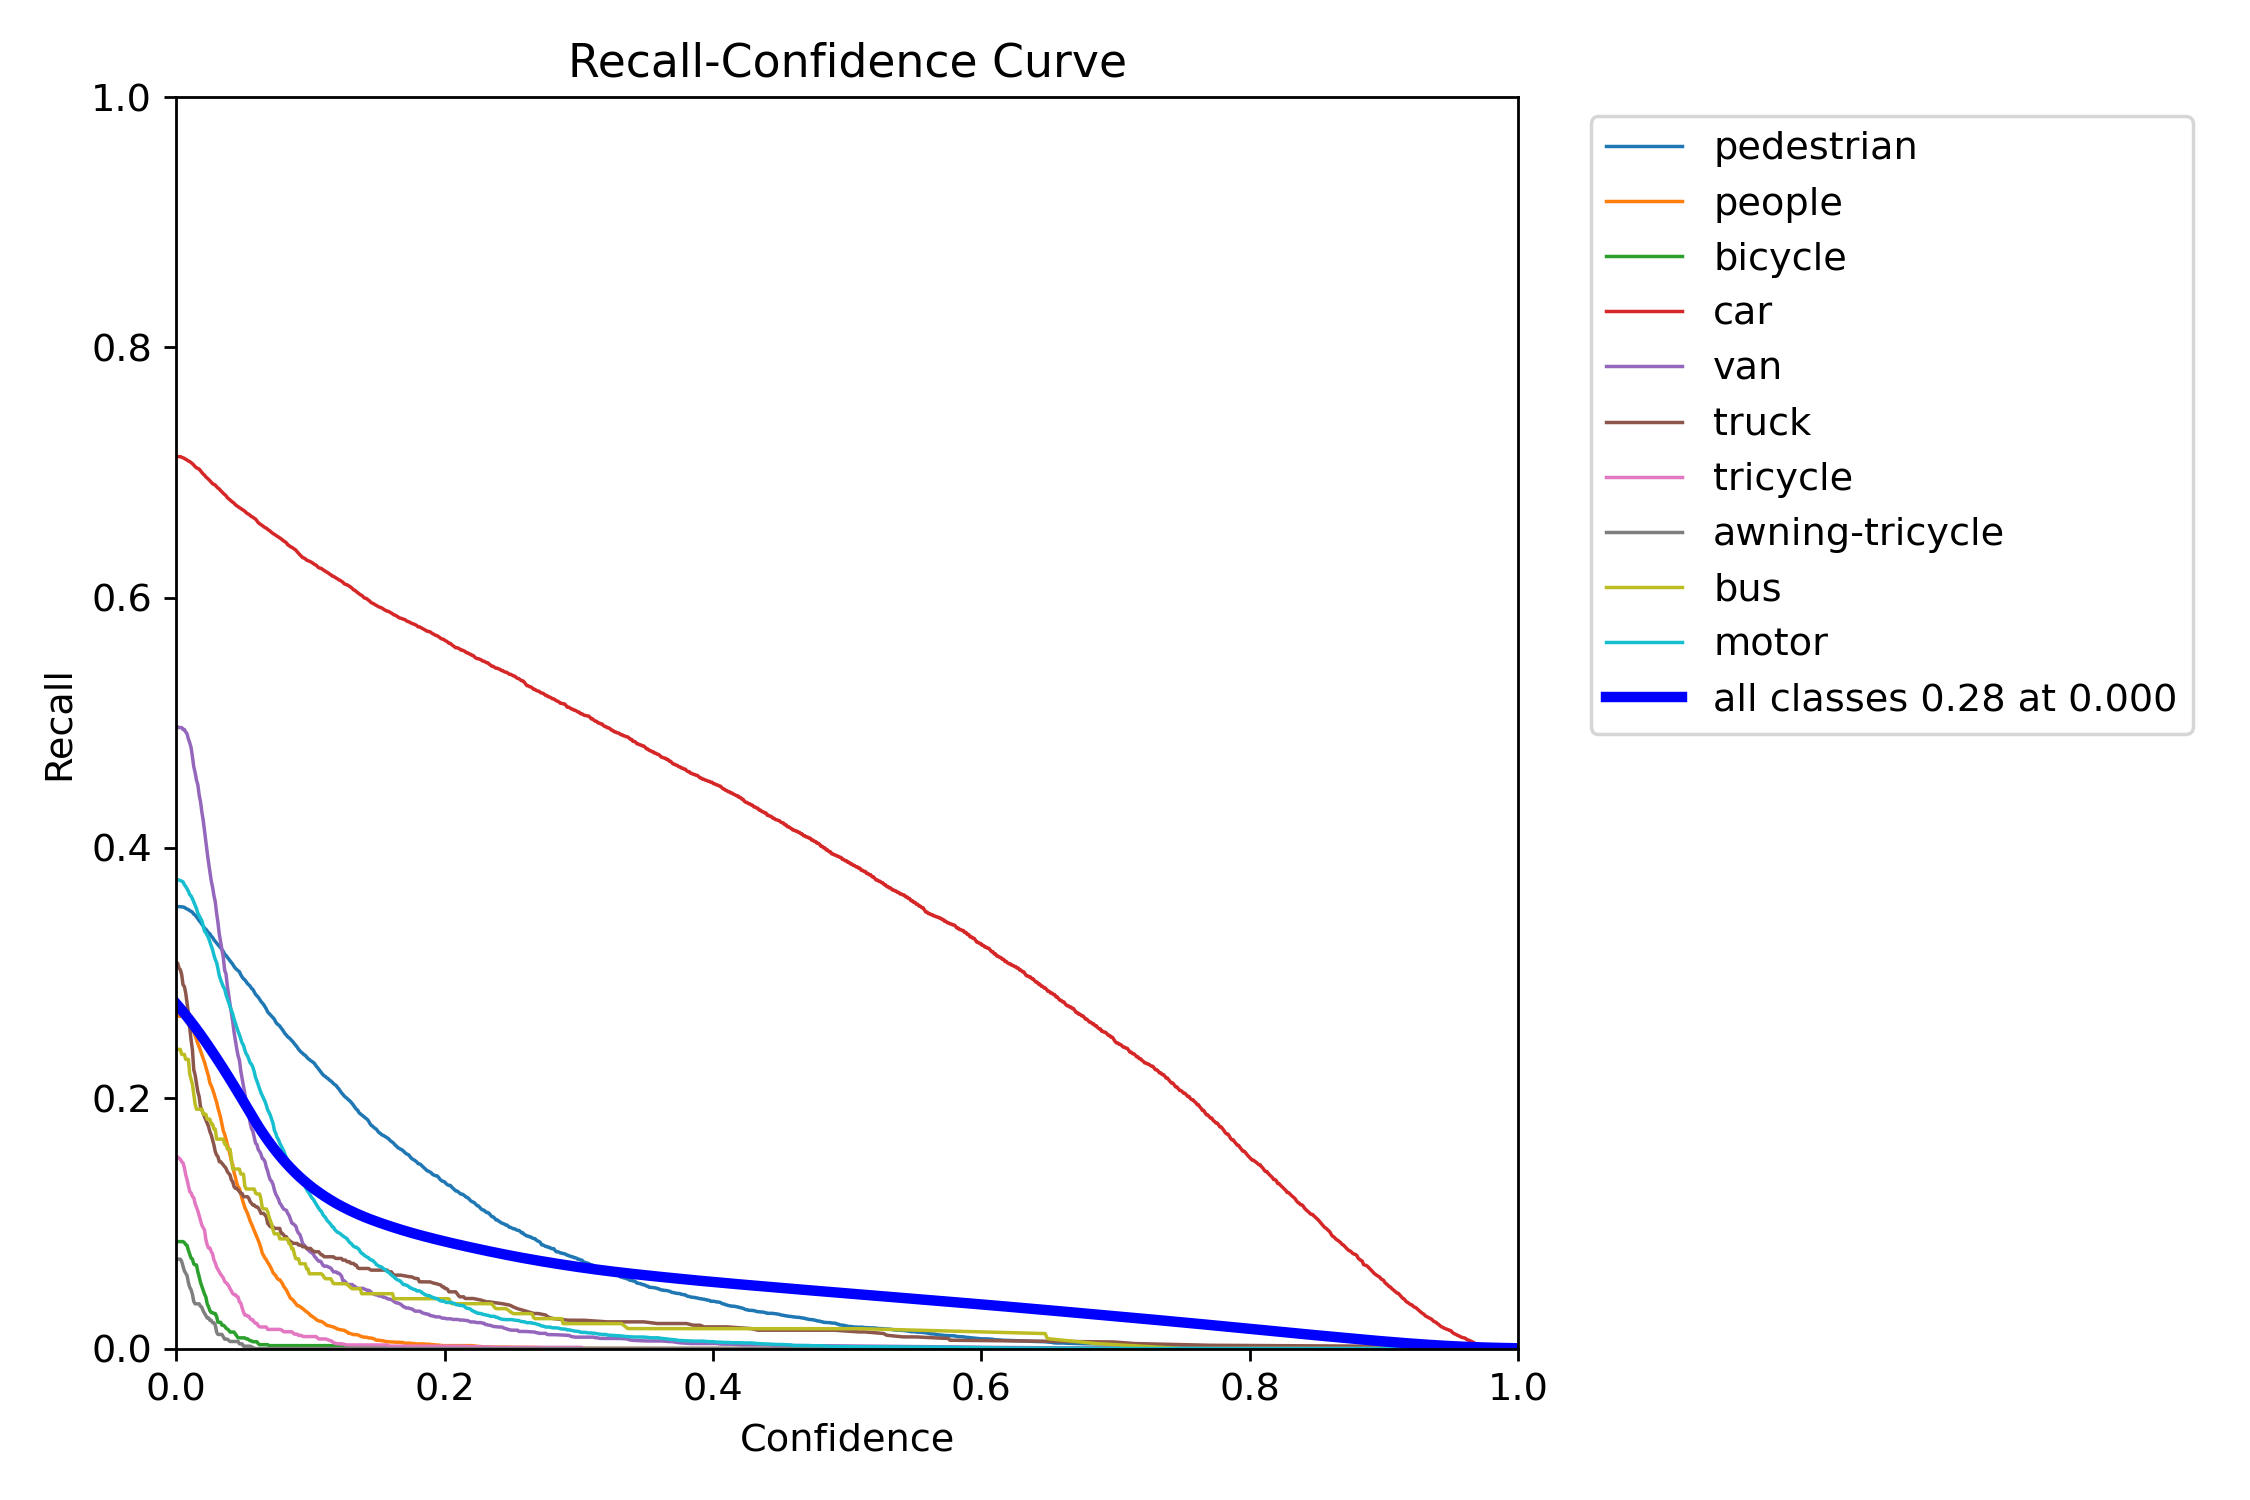 Recall-Confidence Curve
1.0
0.8
0.6
0.4
0.2
0.0
Recall
0.0 0.2 0.4 0.6 0.8 1.0
Confidence
pedestrian
people
bicycle
car
van
truck
tricycle
awning-tricycle
bus
motor
all classes 0.28 at 0.000